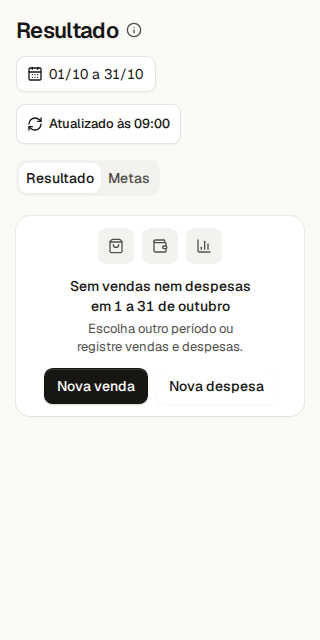 Resultado
01/10 a 31/10
Atualizado às 09:00
Resultado Metas
Sem vendas nem despesas
em 1 a 31 de outubro
Escolha outro período ou
registre vendas e despesas.
Nova venda Nova despesa